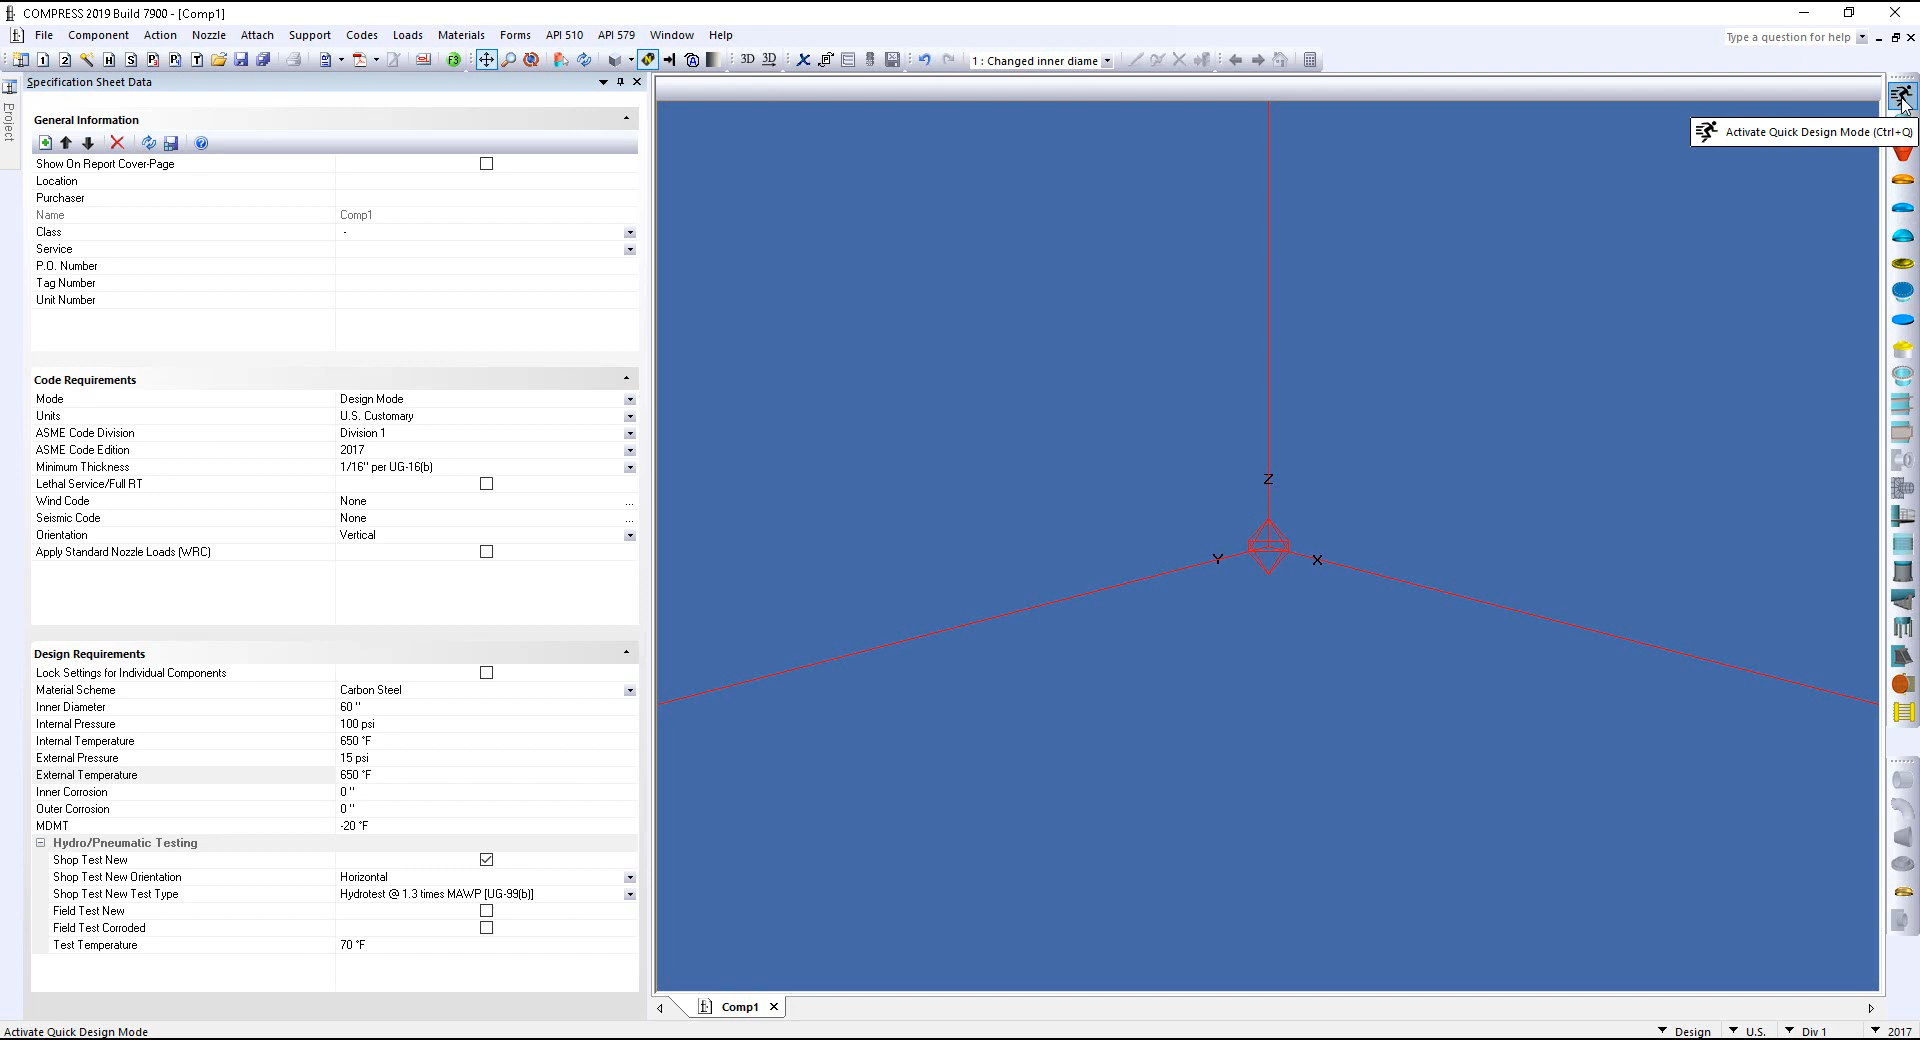 COMPRESS 2019 Build 7900 - [Comp1]
File Component Action Nozzle Attach Support Codes Loads Materials Forms API 510 API 579 Window Help
Type a question for help
1 2 H S T F3 3D 3D 1 : Changed inner diame
Project
Specification Sheet Data
General Information
Show On Report Cover-Page
Location
Purchaser
Name Comp1
Class -
Service
P.O. Number
Tag Number
Unit Number
Code Requirements
Mode Design Mode
Units U.S. Customary
ASME Code Division Division 1
ASME Code Edition 2017
Minimum Thickness 1/16" per UG-16(b)
Lethal Service/Full RT
Wind Code None ...
Seismic Code None ...
Orientation Vertical
Apply Standard Nozzle Loads (WRC)
Design Requirements
Lock Settings for Individual Components
Material Scheme Carbon Steel
Inner Diameter 60 "
Internal Pressure 100 psi
Internal Temperature 650 °F
External Pressure 15 psi
External Temperature 650 °F
Inner Corrosion 0 "
Outer Corrosion 0 "
MDMT -20 °F
Hydro/Pneumatic Testing
Shop Test New
Shop Test New Orientation Horizontal
Shop Test New Test Type Hydrotest @ 1.3 times MAWP [UG-99(b)]
Field Test New
Field Test Corroded
Test Temperature 70 °F
Activate Quick Design Mode (Ctrl+Q)
Z
Y
X
Comp1
Activate Quick Design Mode
Design U.S. Div 1 2017